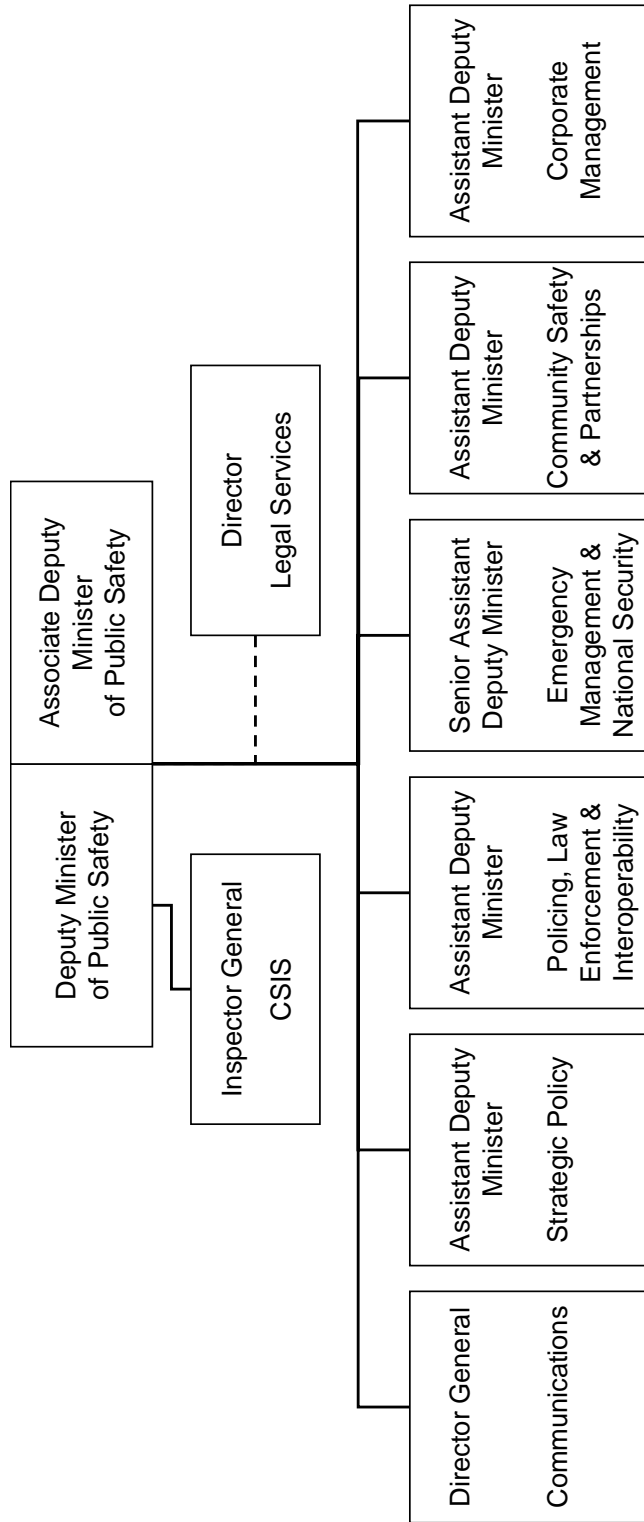 Deputy Minister
of Public Safety
Associate Deputy
Minister
of Public Safety
Inspector General
CSIS
Director
Legal Services
Director General
Communications
Assistant Deputy
Minister
Strategic Policy
Assistant Deputy
Minister
Policing, Law
Enforcement &
Interoperability
Senior Assistant
Deputy Minister
Emergency
Management &
National Security
Assistant Deputy
Minister
Community Safety
& Partnerships
Assistant Deputy
Minister
Corporate
Management